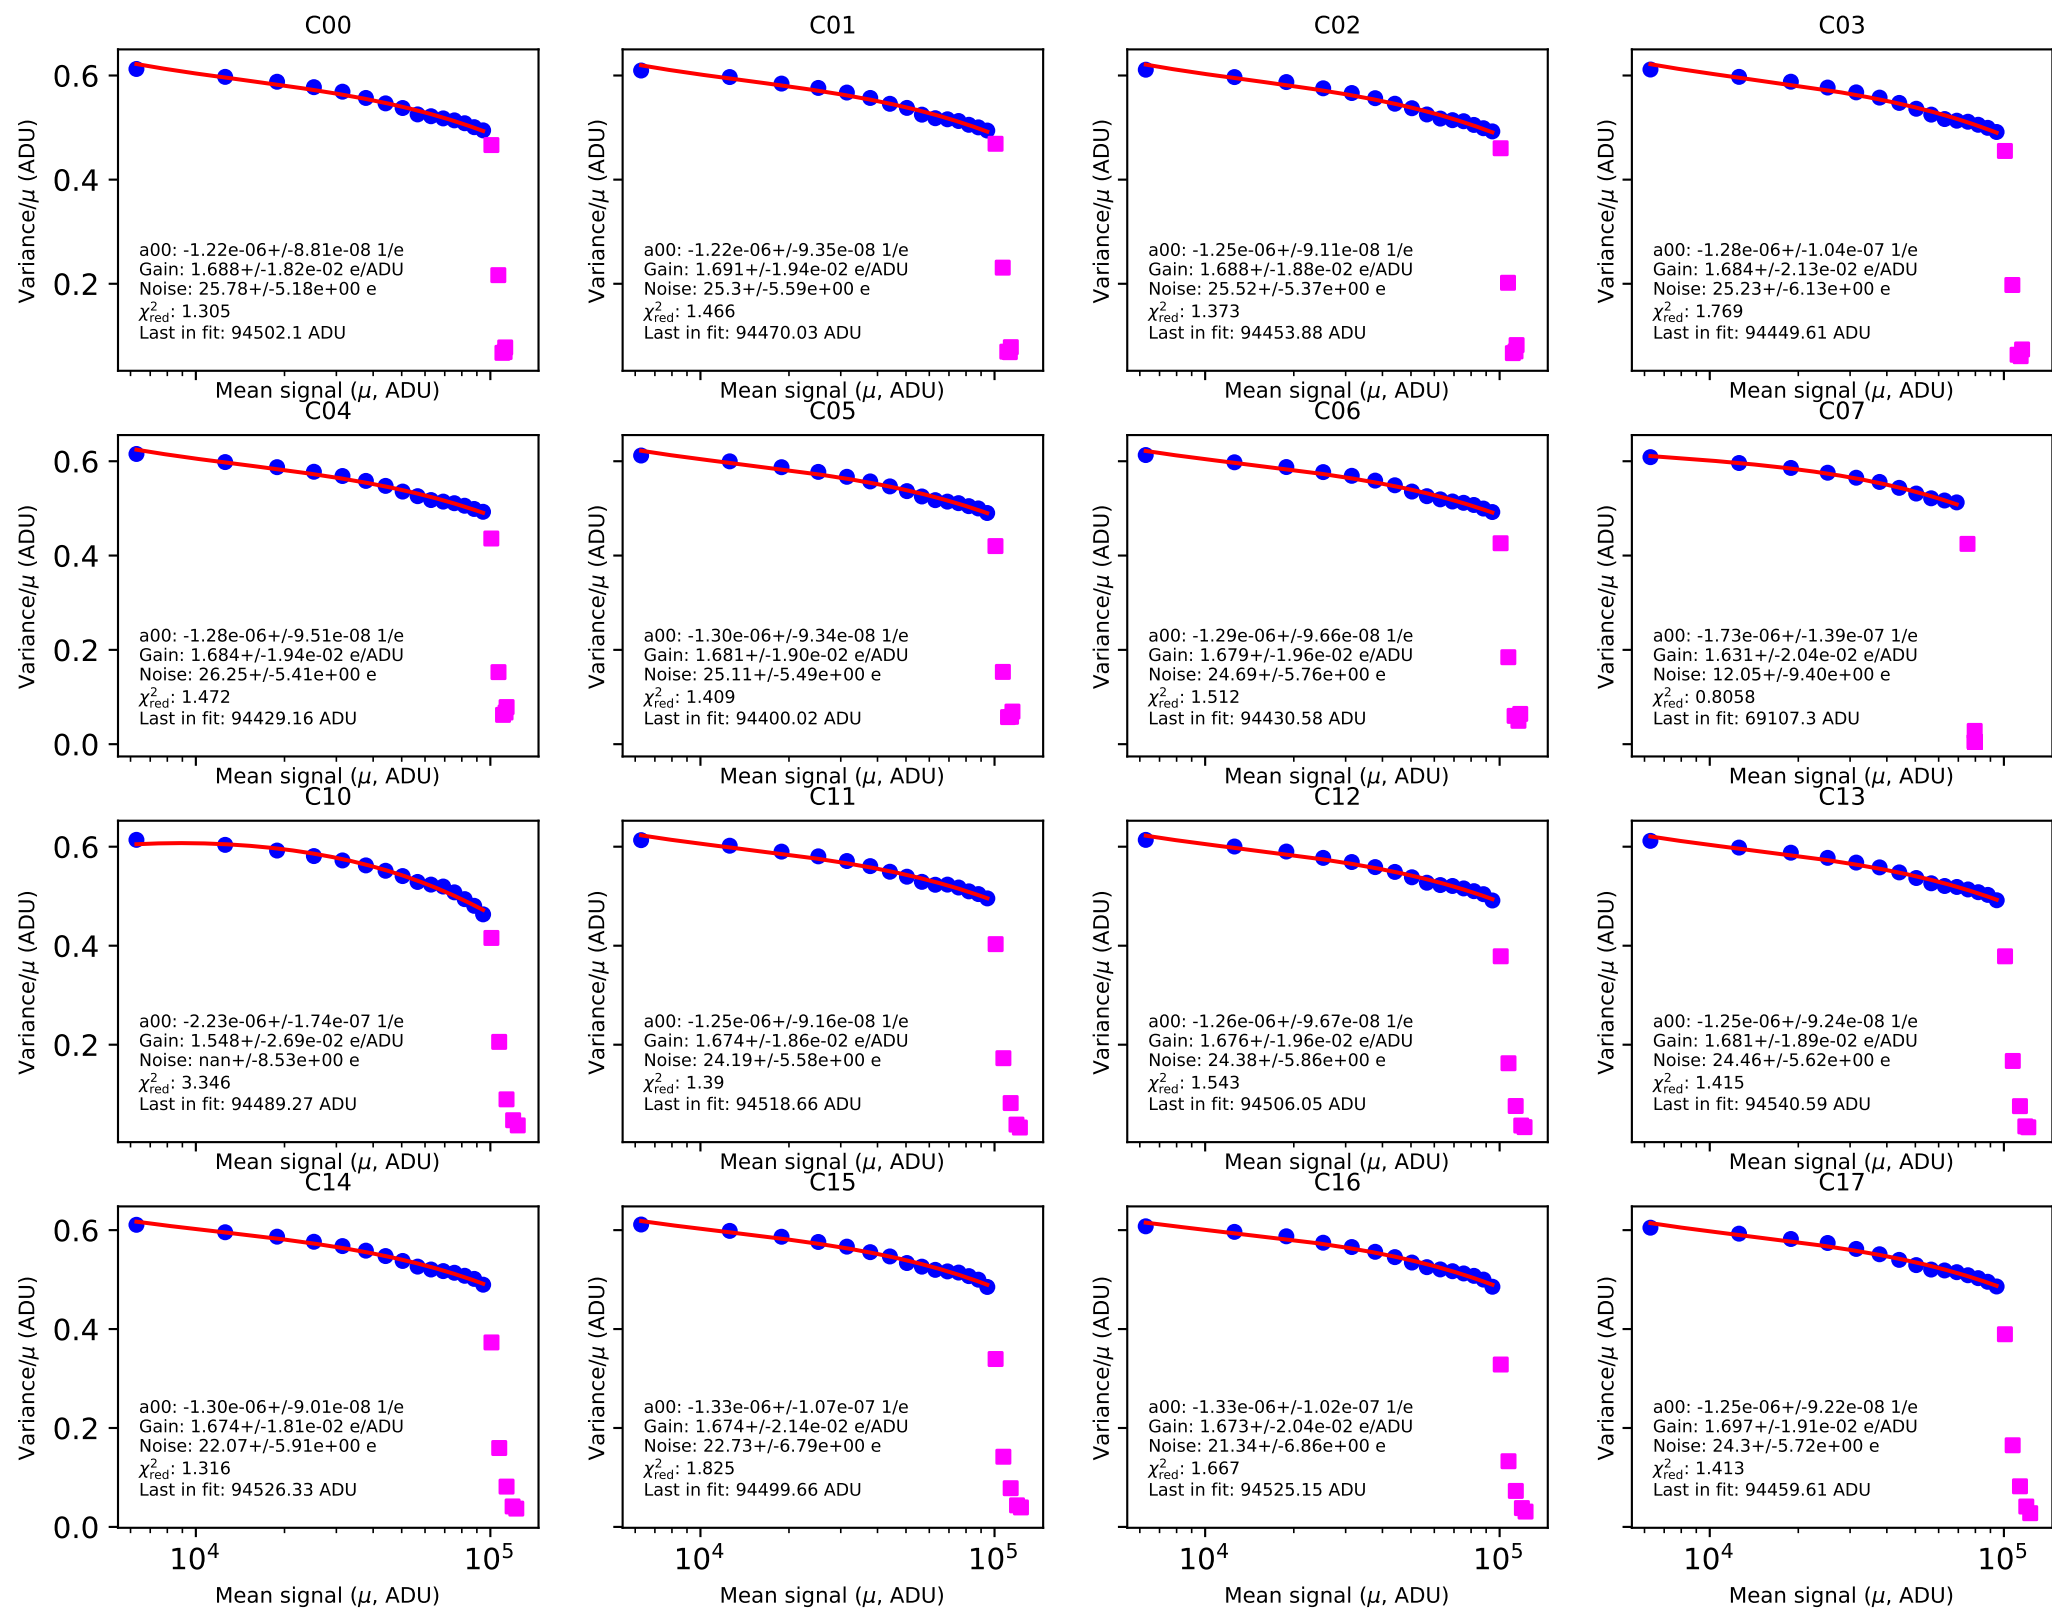 C00
C01
C02
C03
0.6
0.4
0.2
Variance/μ (ADU)
a00: -1.22e-06+/-8.81e-08 1/e
Gain: 1.688+/-1.82e-02 e/ADU
Noise: 25.78+/-5.18e+00 e
χ²red: 1.305
Last in fit: 94502.1 ADU
Mean signal (μ, ADU)
Variance/μ (ADU)
a00: -1.22e-06+/-9.35e-08 1/e
Gain: 1.691+/-1.94e-02 e/ADU
Noise: 25.3+/-5.59e+00 e
χ²red: 1.466
Last in fit: 94470.03 ADU
Mean signal (μ, ADU)
Variance/μ (ADU)
a00: -1.25e-06+/-9.11e-08 1/e
Gain: 1.688+/-1.88e-02 e/ADU
Noise: 25.52+/-5.37e+00 e
χ²red: 1.373
Last in fit: 94453.88 ADU
Mean signal (μ, ADU)
Variance/μ (ADU)
a00: -1.28e-06+/-1.04e-07 1/e
Gain: 1.684+/-2.13e-02 e/ADU
Noise: 25.23+/-6.13e+00 e
χ²red: 1.769
Last in fit: 94449.61 ADU
Mean signal (μ, ADU)
C04
C05
C06
C07
0.6
0.4
0.2
0.0
Variance/μ (ADU)
a00: -1.28e-06+/-9.51e-08 1/e
Gain: 1.684+/-1.94e-02 e/ADU
Noise: 26.25+/-5.41e+00 e
χ²red: 1.472
Last in fit: 94429.16 ADU
Mean signal (μ, ADU)
Variance/μ (ADU)
a00: -1.30e-06+/-9.34e-08 1/e
Gain: 1.681+/-1.90e-02 e/ADU
Noise: 25.11+/-5.49e+00 e
χ²red: 1.409
Last in fit: 94400.02 ADU
Mean signal (μ, ADU)
Variance/μ (ADU)
a00: -1.29e-06+/-9.66e-08 1/e
Gain: 1.679+/-1.96e-02 e/ADU
Noise: 24.69+/-5.76e+00 e
χ²red: 1.512
Last in fit: 94430.58 ADU
Mean signal (μ, ADU)
Variance/μ (ADU)
a00: -1.73e-06+/-1.39e-07 1/e
Gain: 1.631+/-2.04e-02 e/ADU
Noise: 12.05+/-9.40e+00 e
χ²red: 0.8058
Last in fit: 69107.3 ADU
Mean signal (μ, ADU)
C10
C11
C12
C13
0.6
0.4
0.2
Variance/μ (ADU)
a00: -2.23e-06+/-1.74e-07 1/e
Gain: 1.548+/-2.69e-02 e/ADU
Noise: nan+/-8.53e+00 e
χ²red: 3.346
Last in fit: 94489.27 ADU
Mean signal (μ, ADU)
Variance/μ (ADU)
a00: -1.25e-06+/-9.16e-08 1/e
Gain: 1.674+/-1.86e-02 e/ADU
Noise: 24.19+/-5.58e+00 e
χ²red: 1.39
Last in fit: 94518.66 ADU
Mean signal (μ, ADU)
Variance/μ (ADU)
a00: -1.26e-06+/-9.67e-08 1/e
Gain: 1.676+/-1.96e-02 e/ADU
Noise: 24.38+/-5.86e+00 e
χ²red: 1.543
Last in fit: 94506.05 ADU
Mean signal (μ, ADU)
Variance/μ (ADU)
a00: -1.25e-06+/-9.24e-08 1/e
Gain: 1.681+/-1.89e-02 e/ADU
Noise: 24.46+/-5.62e+00 e
χ²red: 1.415
Last in fit: 94540.59 ADU
Mean signal (μ, ADU)
C14
C15
C16
C17
0.6
0.4
0.2
0.0
Variance/μ (ADU)
a00: -1.30e-06+/-9.01e-08 1/e
Gain: 1.674+/-1.81e-02 e/ADU
Noise: 22.07+/-5.91e+00 e
χ²red: 1.316
Last in fit: 94526.33 ADU
10⁴ 10⁵
Mean signal (μ, ADU)
Variance/μ (ADU)
a00: -1.33e-06+/-1.07e-07 1/e
Gain: 1.674+/-2.14e-02 e/ADU
Noise: 22.73+/-6.79e+00 e
χ²red: 1.825
Last in fit: 94499.66 ADU
10⁴ 10⁵
Mean signal (μ, ADU)
Variance/μ (ADU)
a00: -1.33e-06+/-1.02e-07 1/e
Gain: 1.673+/-2.04e-02 e/ADU
Noise: 21.34+/-6.86e+00 e
χ²red: 1.667
Last in fit: 94525.15 ADU
10⁴ 10⁵
Mean signal (μ, ADU)
Variance/μ (ADU)
a00: -1.25e-06+/-9.22e-08 1/e
Gain: 1.697+/-1.91e-02 e/ADU
Noise: 24.3+/-5.72e+00 e
χ²red: 1.413
Last in fit: 94459.61 ADU
10⁴ 10⁵
Mean signal (μ, ADU)